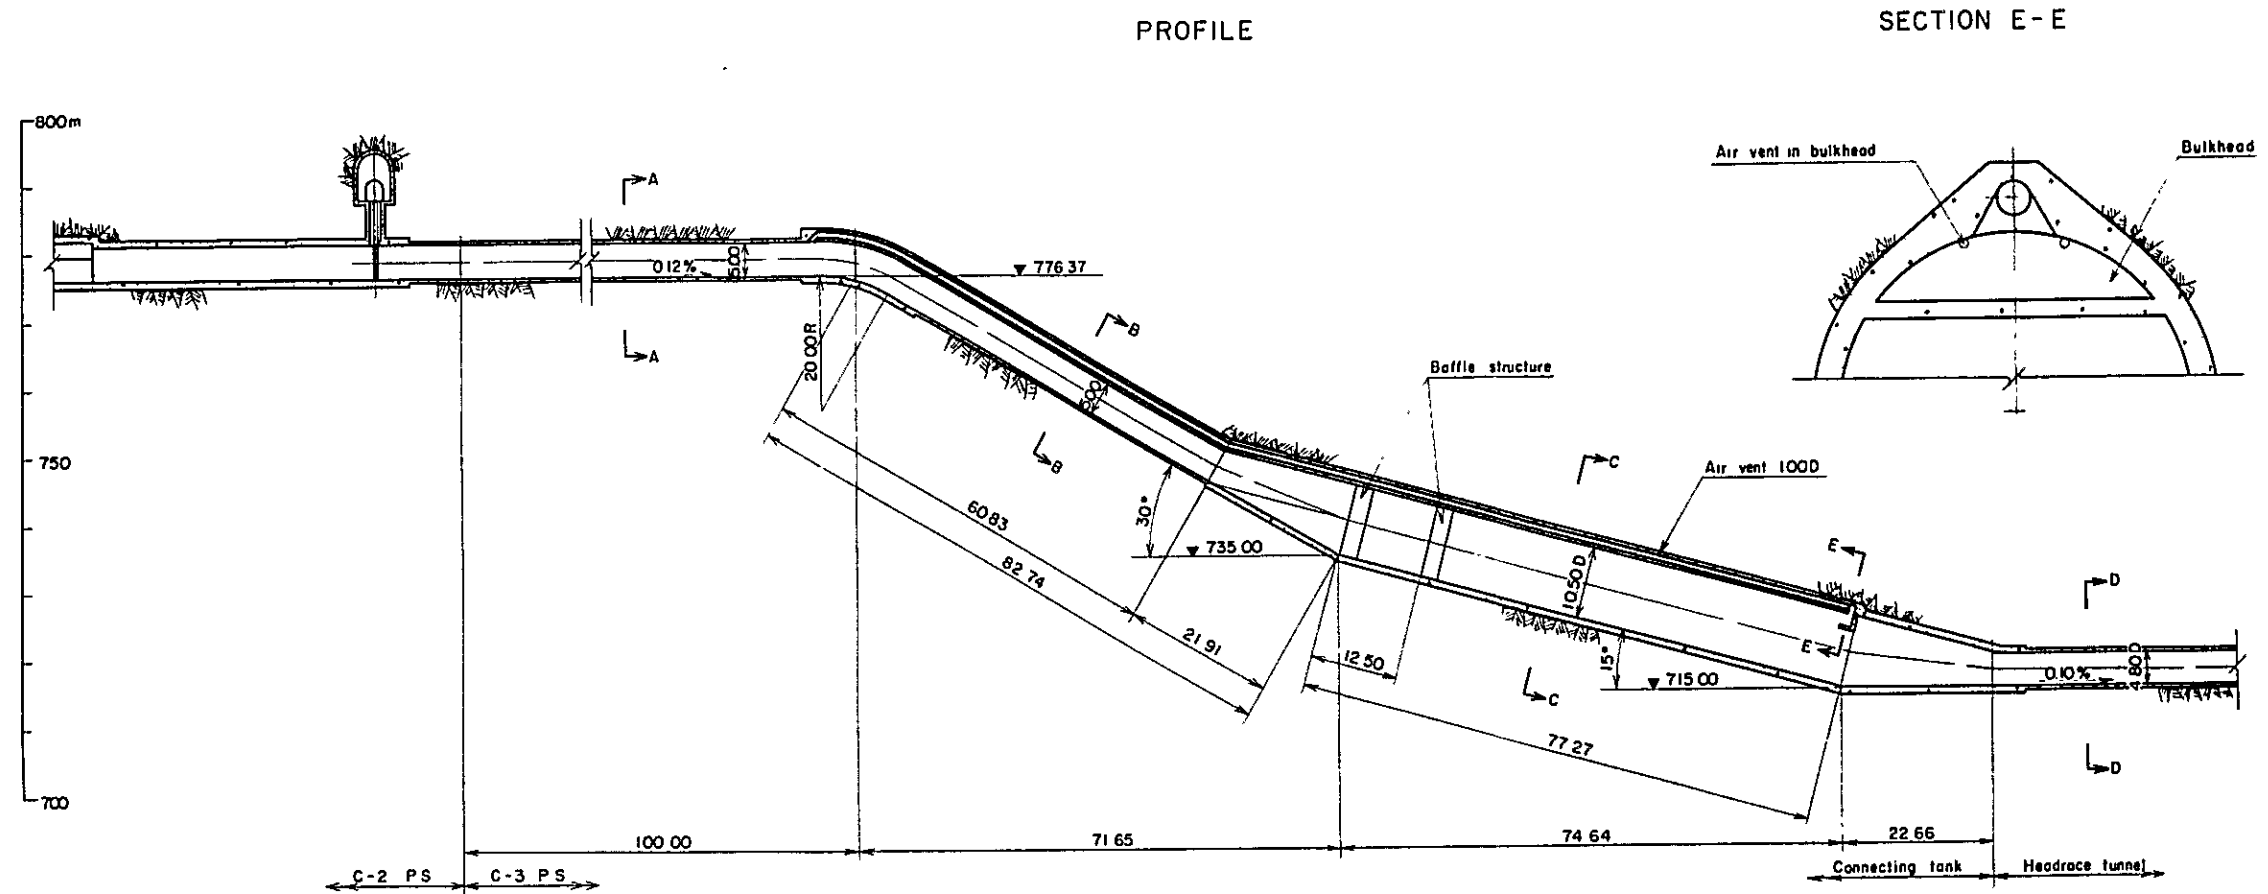 PROFILE
SECTION E-E
800m
Air vent in bulkhead
Bulkhead
A
0.12%
5.00
776.37
A
20.00R
B
5.00
Baffle structure
B
750
C
Air vent 1.00D
60.83
30°
735.00
82.74
10.50D
E
D
21.91
12.50
15°
E
0.10%
4.80D
715.00
C
77.27
D
700
100.00
71.65
74.64
22.66
C-2 P S
C-3 P S
Connecting tank
Headrace tunnel